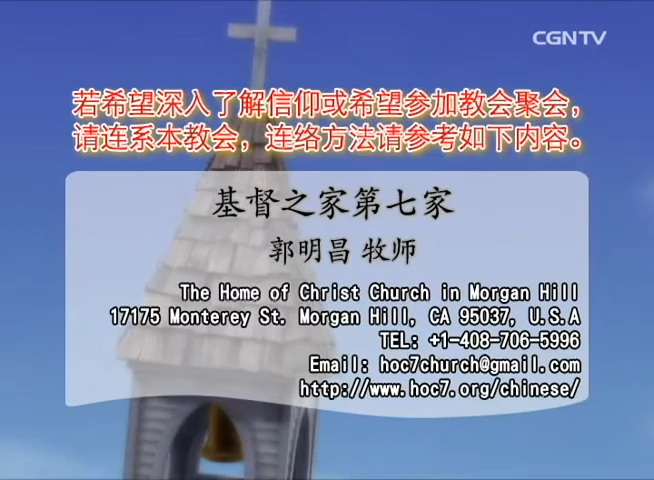 CGNTV
若希望深入了解信仰或希望参加教会聚会，
请连系本教会，连络方法请参考如下内容。
基督之家第七家
郭明昌 牧师
The Home of Christ Church in Morgan Hill
17175 Monterey St. Morgan Hill, CA 95037, U.S.A
TEL: +1-408-706-5996
Email: hoc7church@gmail.com
http://www.hoc7.org/chinese/